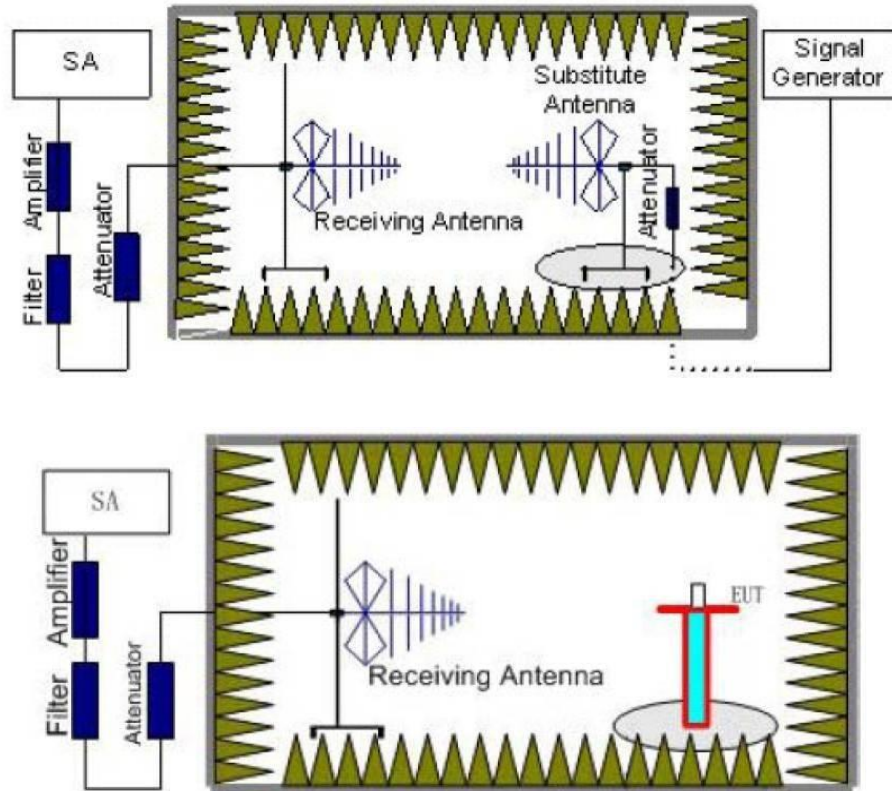 SA
Signal
Generator
Substitute
Antenna
Amplifier
Attenuator
Attenuator
Receiving Antenna
Filter
SA
Amplifier
EUT
Filter
Attenuator
Receiving Antenna